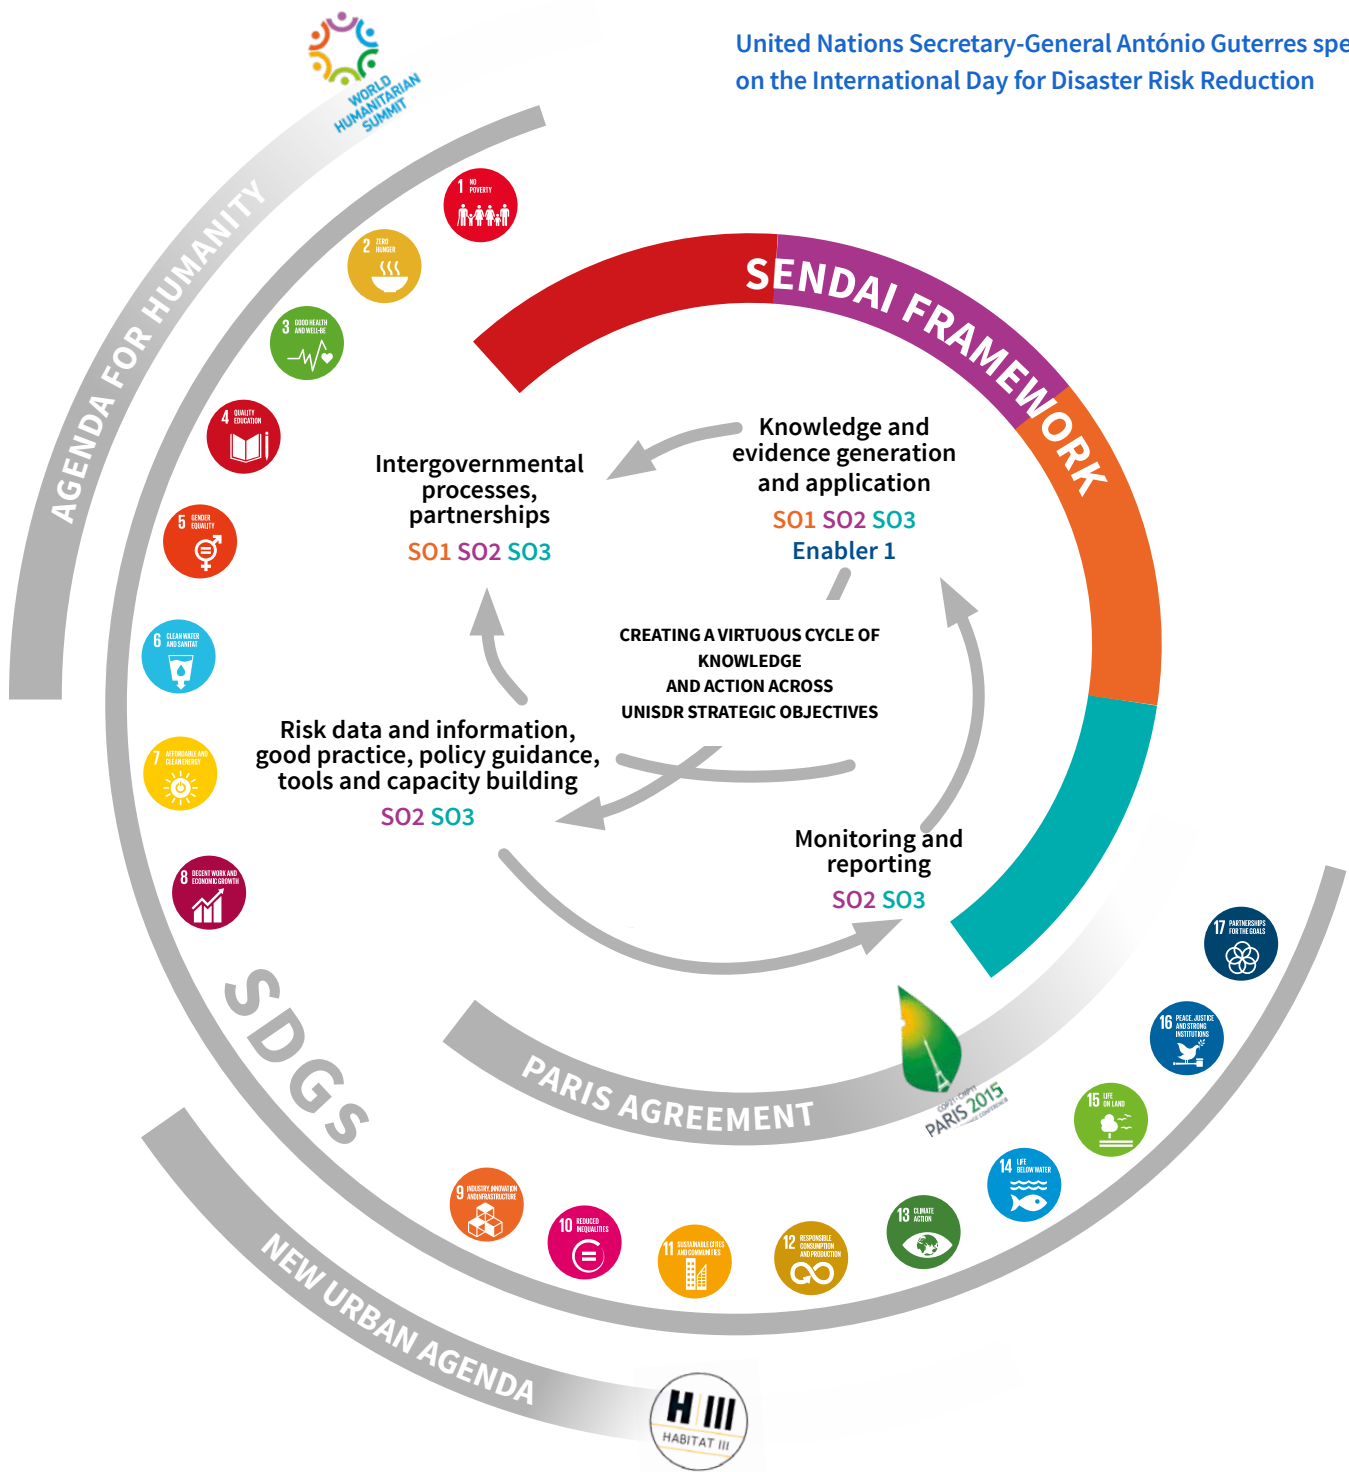 United Nations Secretary-General António Guterres spe
on the International Day for Disaster Risk Reduction
WORLD
HUMANITARIAN
SUMMIT
AGENDA FOR HUMANITY
1 NO
POVERTY
2 ZERO
HUNGER
3 GOOD HEALTH
AND WELL-BE
4 QUALITY
EDUCATION
5 GENDER
EQUALITY
6 CLEAN WATER
AND SANITAT
7 AFFORDABLE AND
CLEAN ENERGY
8 DECENT WORK AND
ECONOMIC GROWTH
SDGS
SENDAI FRAMEWORK
Knowledge and
evidence generation
and application
SO1 SO2 SO3
Enabler 1
Intergovernmental
processes,
partnerships
SO1 SO2 SO3
CREATING A VIRTUOUS CYCLE OF
KNOWLEDGE
AND ACTION ACROSS
UNISDR STRATEGIC OBJECTIVES
Risk data and information,
good practice, policy guidance,
tools and capacity building
SO2 SO3
Monitoring and
reporting
SO2 SO3
PARIS AGREEMENT
PARIS 2015
17 PARTNERSHIPS
FOR THE GOALS
16 PEACE, JUSTICE
AND STRONG
INSTITUTIONS
15 LIFE
ON LAND
14 LIFE
BELOW WATER
13 CLIMATE
ACTION
12 RESPONSIBLE
CONSUMPTION
AND PRODUCTION
11 SUSTAINABLE CITIES
AND COMMUNITIES
10 REDUCED
INEQUALITIES
9 INDUSTRY, INNOVATION
AND INFRASTRUCTURE
NEW URBAN AGENDA
H III
HABITAT III